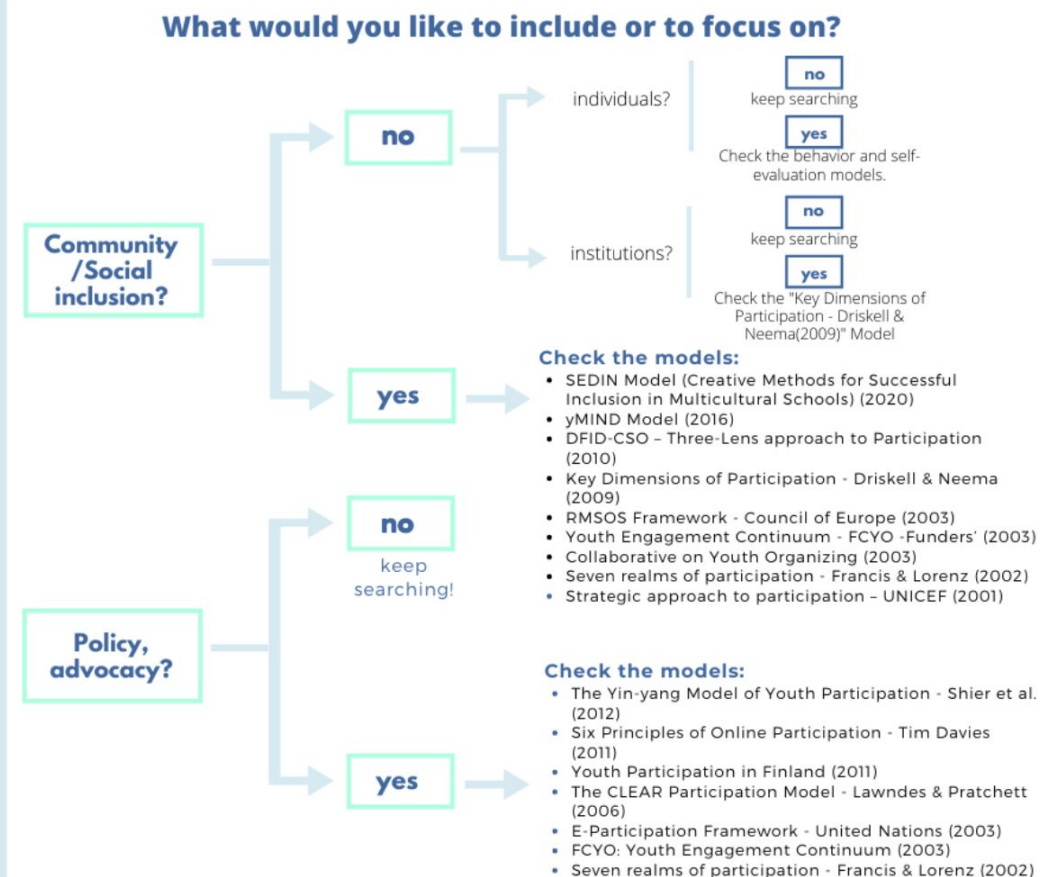 What would you like to include or to focus on?
Community
/Social
inclusion?
no
individuals?
no
keep searching
yes
Check the behavior and self-
evaluation models.
institutions?
no
keep searching
yes
Check the "Key Dimensions of
Participation - Driskell &
Neema(2009)" Model
yes
Check the models:
• SEDIN Model (Creative Methods for Successful
Inclusion in Multicultural Schools) (2020)
• yMIND Model (2016)
• DFID-CSO – Three-Lens approach to Participation
(2010)
• Key Dimensions of Participation - Driskell & Neema
(2009)
• RMSOS Framework - Council of Europe (2003)
• Youth Engagement Continuum - FCYO -Funders’ (2003)
• Collaborative on Youth Organizing (2003)
• Seven realms of participation - Francis & Lorenz (2002)
• Strategic approach to participation – UNICEF (2001)
Policy,
advocacy?
no
keep
searching!
yes
Check the models:
• The Yin-yang Model of Youth Participation - Shier et al.
(2012)
• Six Principles of Online Participation - Tim Davies
(2011)
• Youth Participation in Finland (2011)
• The CLEAR Participation Model - Lawndes & Pratchett
(2006)
• E-Participation Framework - United Nations (2003)
• FCYO: Youth Engagement Continuum (2003)
• Seven realms of participation - Francis & Lorenz (2002)